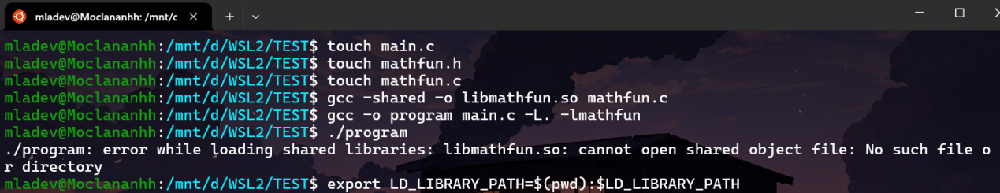 mladev@Moclananhh: /mnt/c
mladev@Moclananhh:/mnt/d/WSL2/TEST$ touch main.c
mladev@Moclananhh:/mnt/d/WSL2/TEST$ touch mathfun.h
mladev@Moclananhh:/mnt/d/WSL2/TEST$ touch mathfun.c
mladev@Moclananhh:/mnt/d/WSL2/TEST$ gcc -shared -o libmathfun.so mathfun.c
mladev@Moclananhh:/mnt/d/WSL2/TEST$ gcc -o program main.c -L. -lmathfun
mladev@Moclananhh:/mnt/d/WSL2/TEST$ ./program
./program: error while loading shared libraries: libmathfun.so: cannot open shared object file: No such file o
r directory
mladev@Moclananhh:/mnt/d/WSL2/TEST$ export LD_LIBRARY_PATH=$(pwd):$LD_LIBRARY_PATH